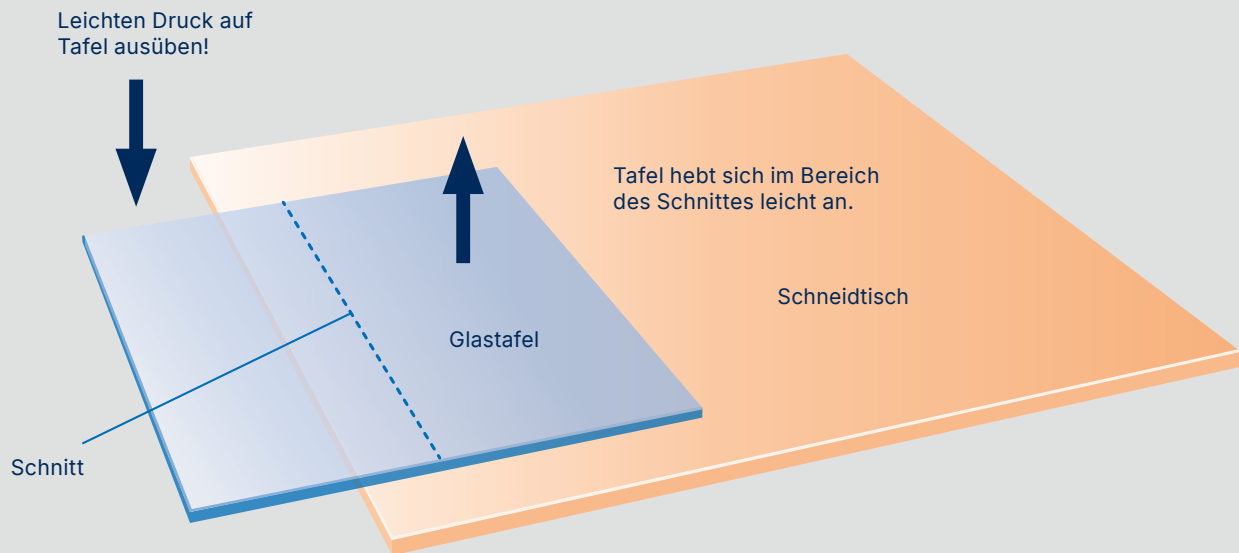 Leichten Druck auf
Tafel ausüben!
Tafel hebt sich im Bereich
des Schnittes leicht an.
Schneidtisch
Glastafel
Schnitt